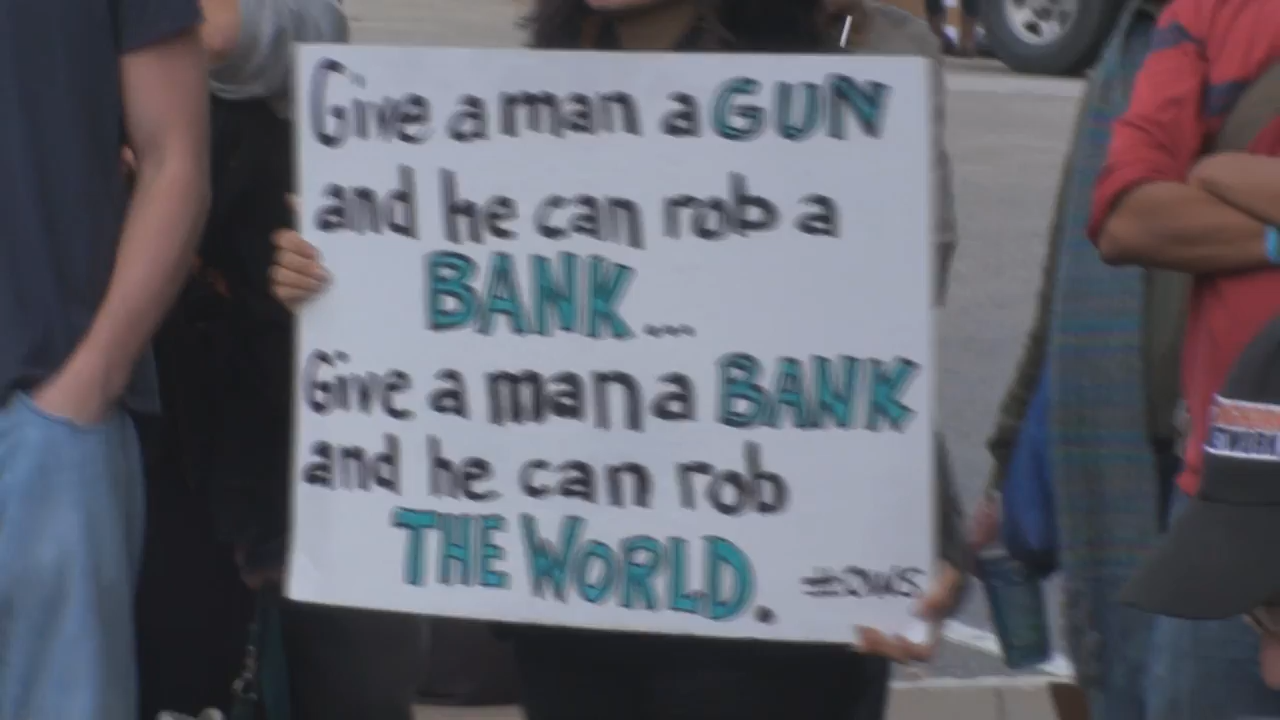 Give a man a GUN
and he can rob a
BANK...
Give a man a BANK
and he can rob
THE WORLD.
#OWS